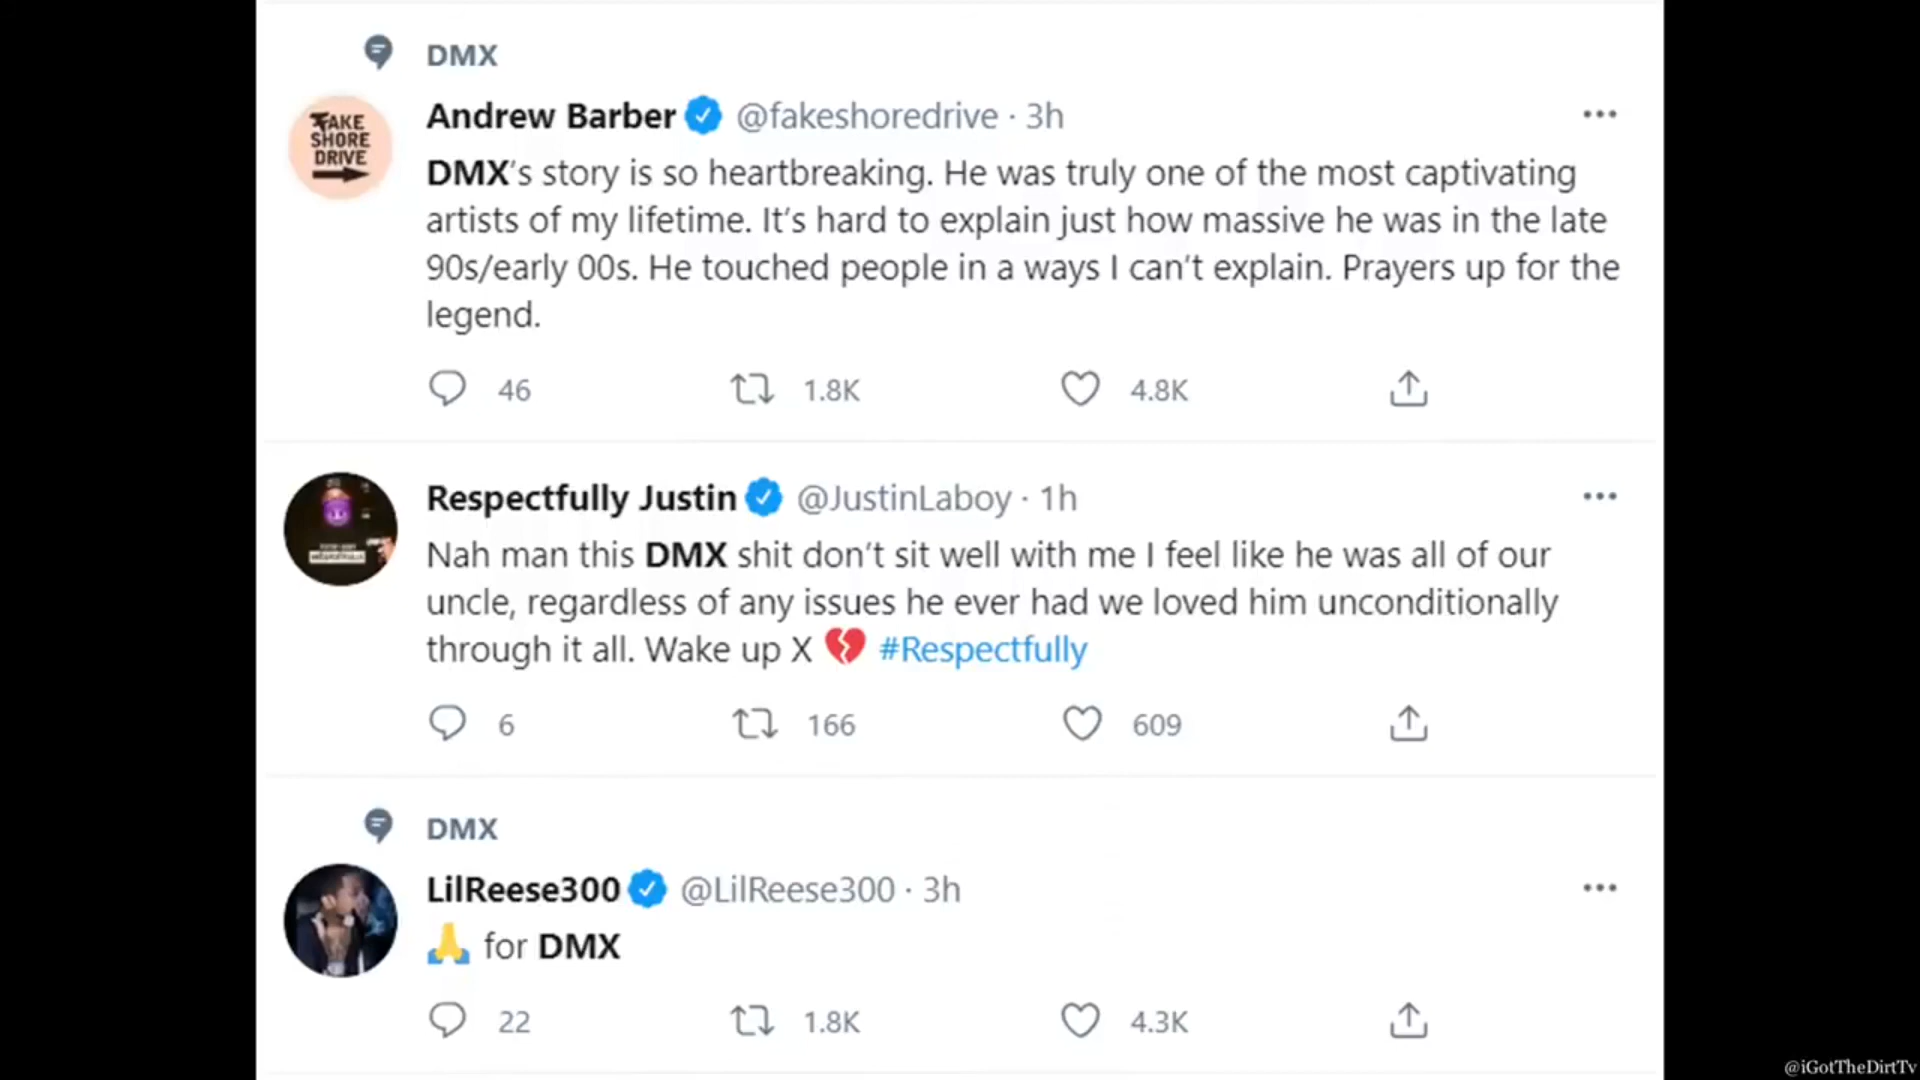 DMX
FAKE
SHORE
DRIVE
Andrew Barber @fakeshoredrive · 3h
DMX's story is so heartbreaking. He was truly one of the most captivating
artists of my lifetime. It's hard to explain just how massive he was in the late
90s/early 00s. He touched people in a ways I can't explain. Prayers up for the
legend.
46 1.8K 4.8K
Respectfully Justin @JustinLaboy · 1h
Nah man this DMX shit don't sit well with me I feel like he was all of our
uncle, regardless of any issues he ever had we loved him unconditionally
through it all. Wake up X 💔 #Respectfully
6 166 609
DMX
LilReese300 @LilReese300 · 3h
🙏 for DMX
22 1.8K 4.3K
@iGotTheDirtTv